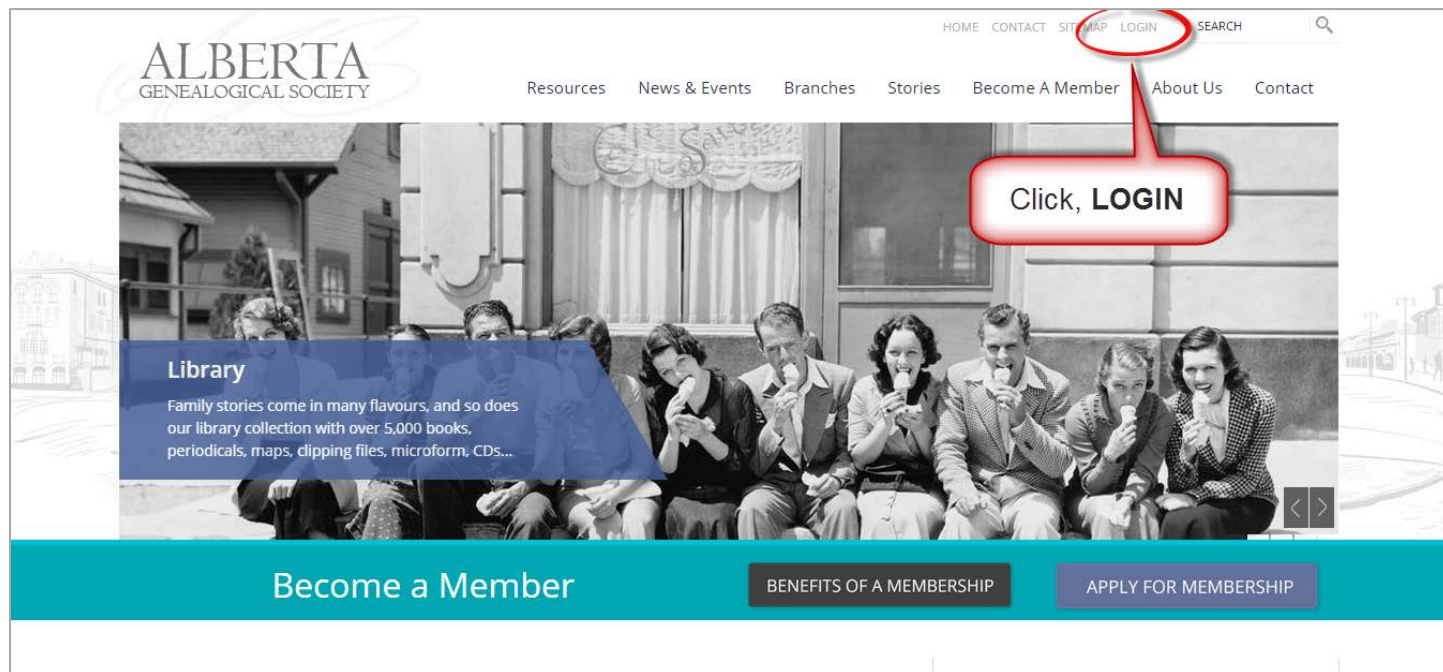 HOME CONTACT SITEMAP LOGIN SEARCH
ALBERTA
GENEALOGICAL SOCIETY
Resources News & Events Branches Stories Become A Member About Us Contact
Click, LOGIN
Library
Family stories come in many flavours, and so does
our library collection with over 5,000 books,
periodicals, maps, clipping files, microform, CDs...
Become a Member BENEFITS OF A MEMBERSHIP APPLY FOR MEMBERSHIP